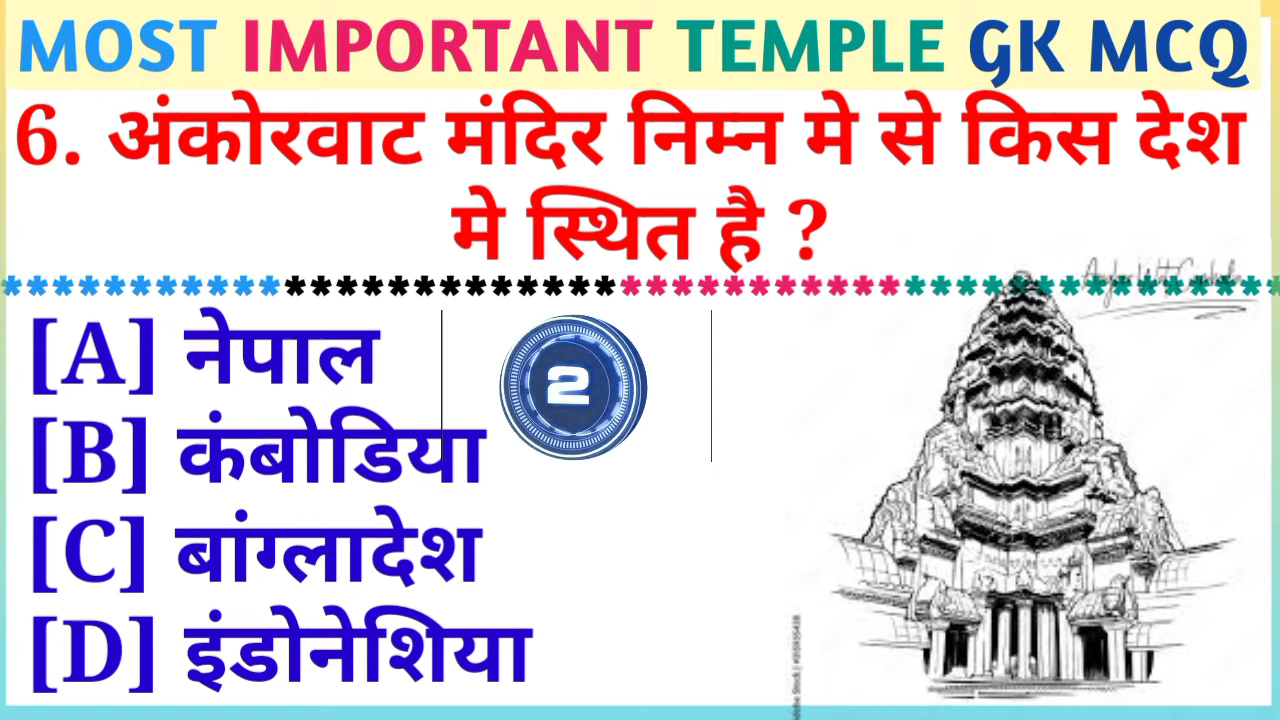 MOST IMPORTANT TEMPLE GK MCQ
6. अंकोरवाट मंदिर निम्न मे से किस देश
मे स्थित है ?
***********************************************
[A] नेपाल
2
[B] कंबोडिया
[C] बांग्लादेश
[D] इंडोनेशिया